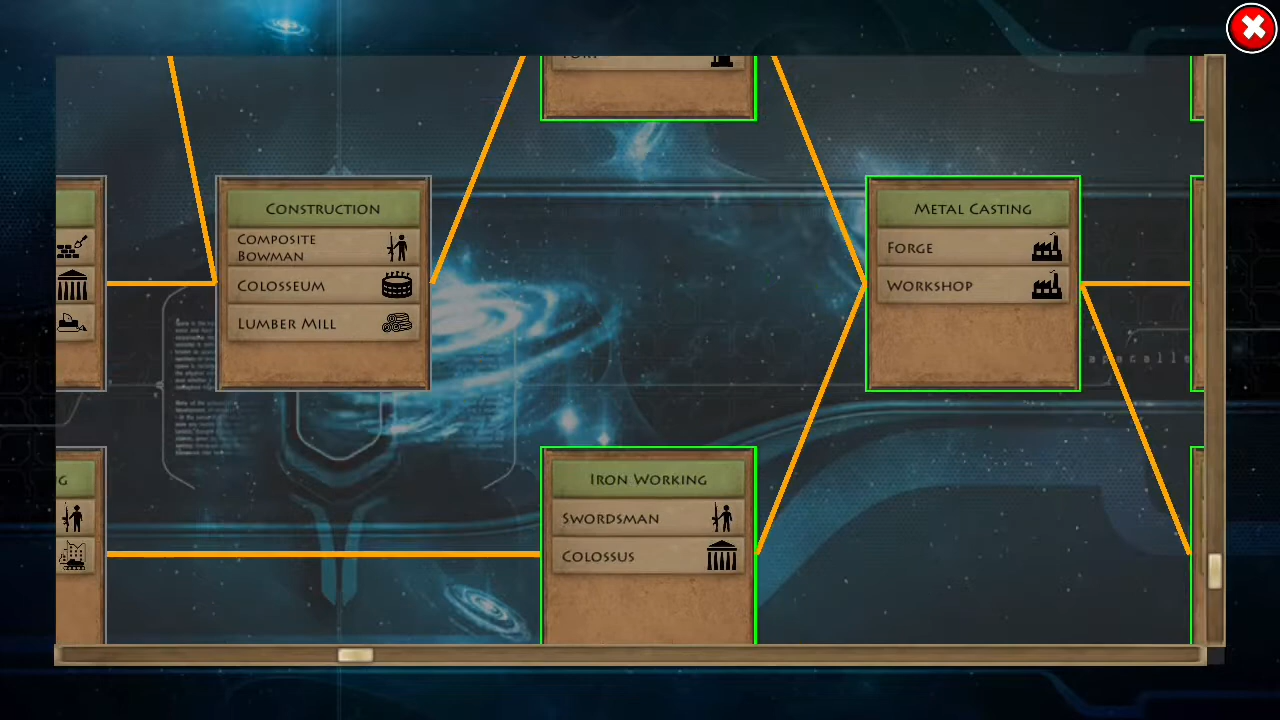 Construction
Composite
Bowman
Colosseum
Lumber Mill
Metal Casting
Forge
Workshop
Iron Working
Swordsman
Colossus